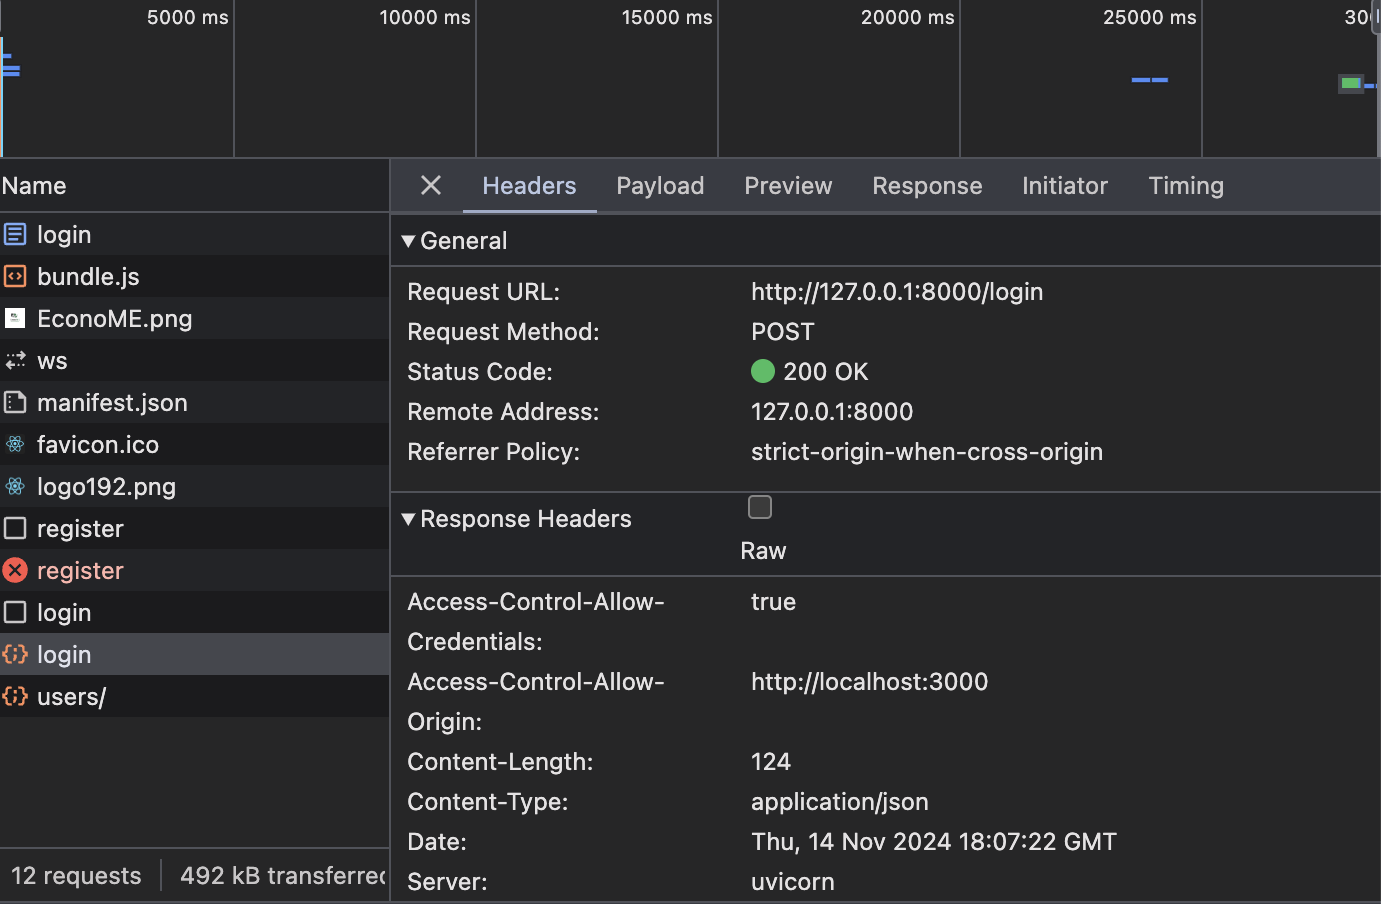 5000 ms 10000 ms 15000 ms 20000 ms 25000 ms
Name
login
bundle.js
EconoME.png
ws
manifest.json
favicon.ico
logo192.png
register
register
login
login
users/
12 requests 492 kB transferred
Headers Payload Preview Response Initiator Timing
General
Request URL: http://127.0.0.1:8000/login
Request Method: POST
Status Code: 200 OK
Remote Address: 127.0.0.1:8000
Referrer Policy: strict-origin-when-cross-origin
Response Headers
Raw
Access-Control-Allow- true
Credentials:
Access-Control-Allow- http://localhost:3000
Origin:
Content-Length: 124
Content-Type: application/json
Date: Thu, 14 Nov 2024 18:07:22 GMT
Server: uvicorn